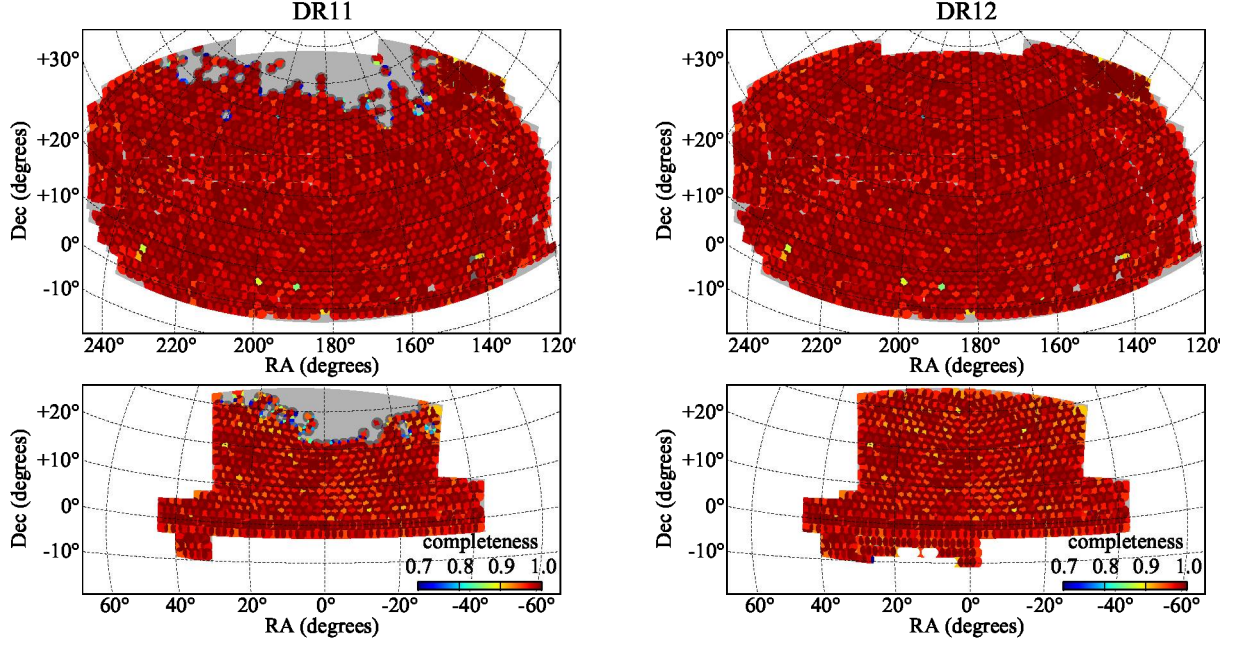 DR11
DR12
Dec (degrees)
+30°
+20°
+10°
0°
-10°
240° 220° 200° 180° 160° 140° 120°
RA (degrees)
Dec (degrees)
+30°
+20°
+10°
0°
-10°
240° 220° 200° 180° 160° 140° 120°
RA (degrees)
Dec (degrees)
+20°
+10°
0°
-10°
completeness
0.7 0.8 0.9 1.0
60° 40° 20° 0° -20° -40° -60°
RA (degrees)
Dec (degrees)
+20°
+10°
0°
-10°
completeness
0.7 0.8 0.9 1.0
60° 40° 20° 0° -20° -40° -60°
RA (degrees)